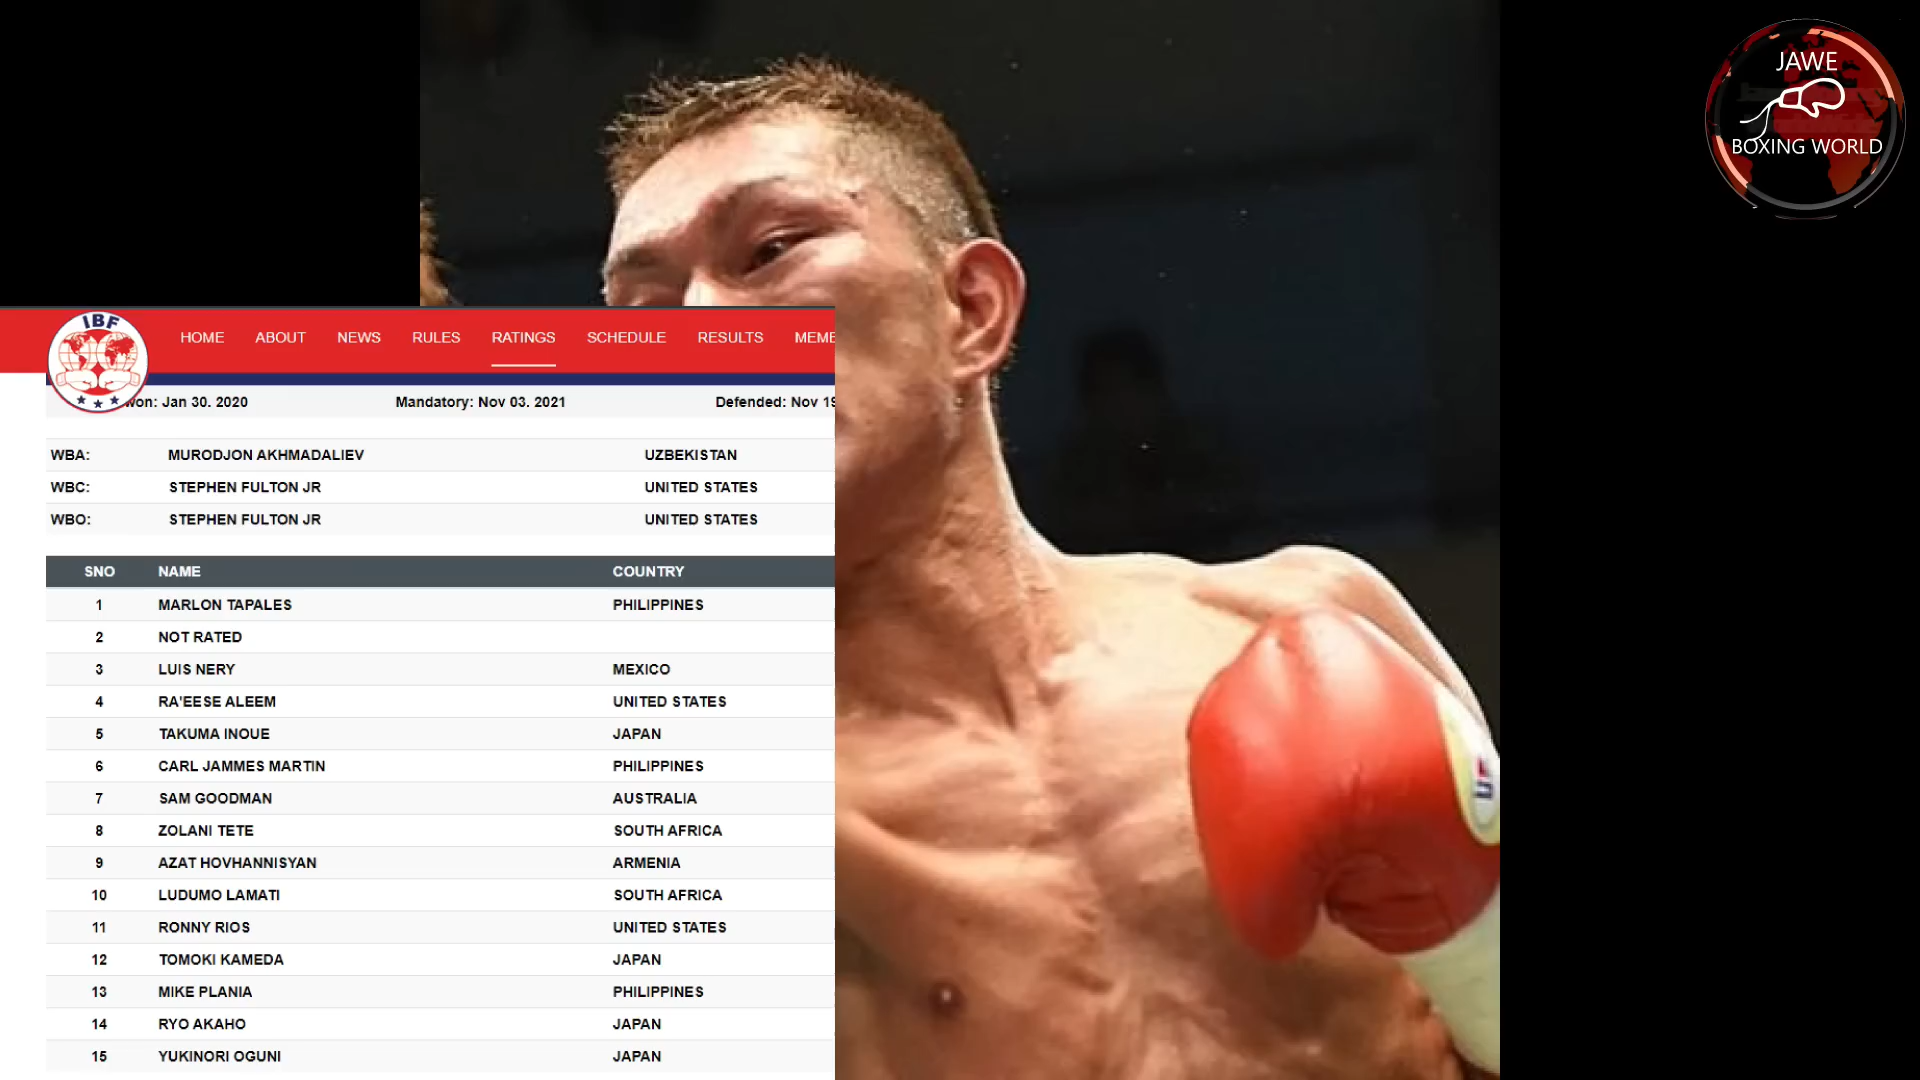 JAWE
BOXING WORLD
IBF
HOME ABOUT NEWS RULES RATINGS SCHEDULE RESULTS MEME
won: Jan 30. 2020 Mandatory: Nov 03. 2021 Defended: Nov 19
WBA: MURODJON AKHMADALIEV UZBEKISTAN
WBC: STEPHEN FULTON JR UNITED STATES
WBO: STEPHEN FULTON JR UNITED STATES
SNO NAME COUNTRY
1 MARLON TAPALES PHILIPPINES
2 NOT RATED
3 LUIS NERY MEXICO
4 RA'EESE ALEEM UNITED STATES
5 TAKUMA INOUE JAPAN
6 CARL JAMMES MARTIN PHILIPPINES
7 SAM GOODMAN AUSTRALIA
8 ZOLANI TETE SOUTH AFRICA
9 AZAT HOVHANNISYAN ARMENIA
10 LUDUMO LAMATI SOUTH AFRICA
11 RONNY RIOS UNITED STATES
12 TOMOKI KAMEDA JAPAN
13 MIKE PLANIA PHILIPPINES
14 RYO AKAHO JAPAN
15 YUKINORI OGUNI JAPAN